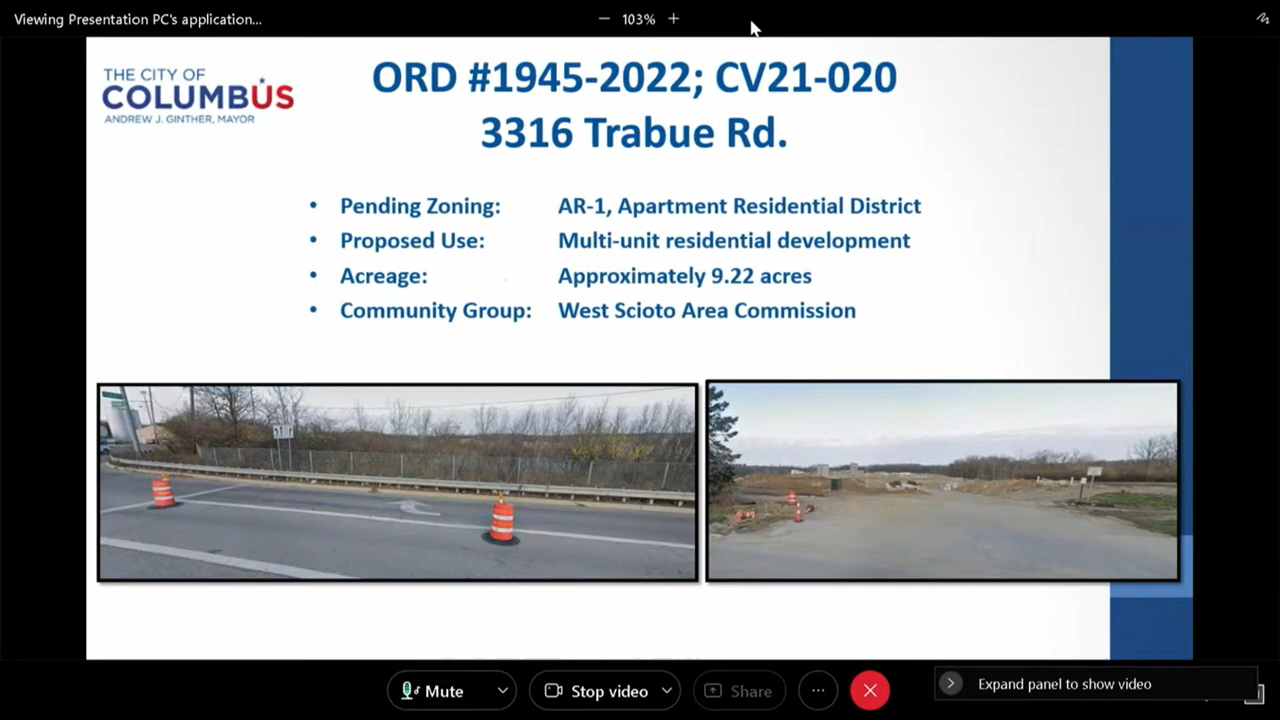 Viewing Presentation PC's application...
103%
THE CITY OF
COLUMBUS
ANDREW J. GINTHER, MAYOR
ORD #1945-2022; CV21-020
3316 Trabue Rd.
• Pending Zoning: AR-1, Apartment Residential District
• Proposed Use: Multi-unit residential development
• Acreage: Approximately 9.22 acres
• Community Group: West Scioto Area Commission
Mute
Stop video
Share
Expand panel to show video